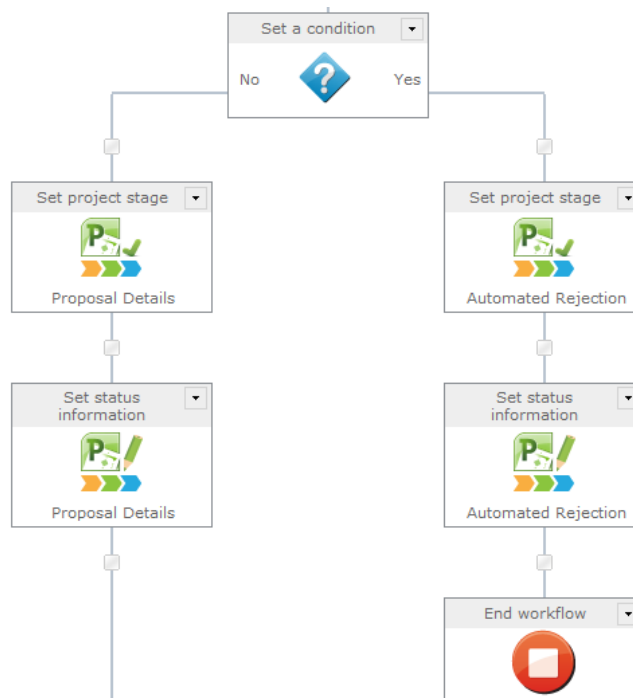 Set a condition
No
Yes
Set project stage
Set project stage
Proposal Details
Automated Rejection
Set status
information
Set status
information
Proposal Details
Automated Rejection
End workflow